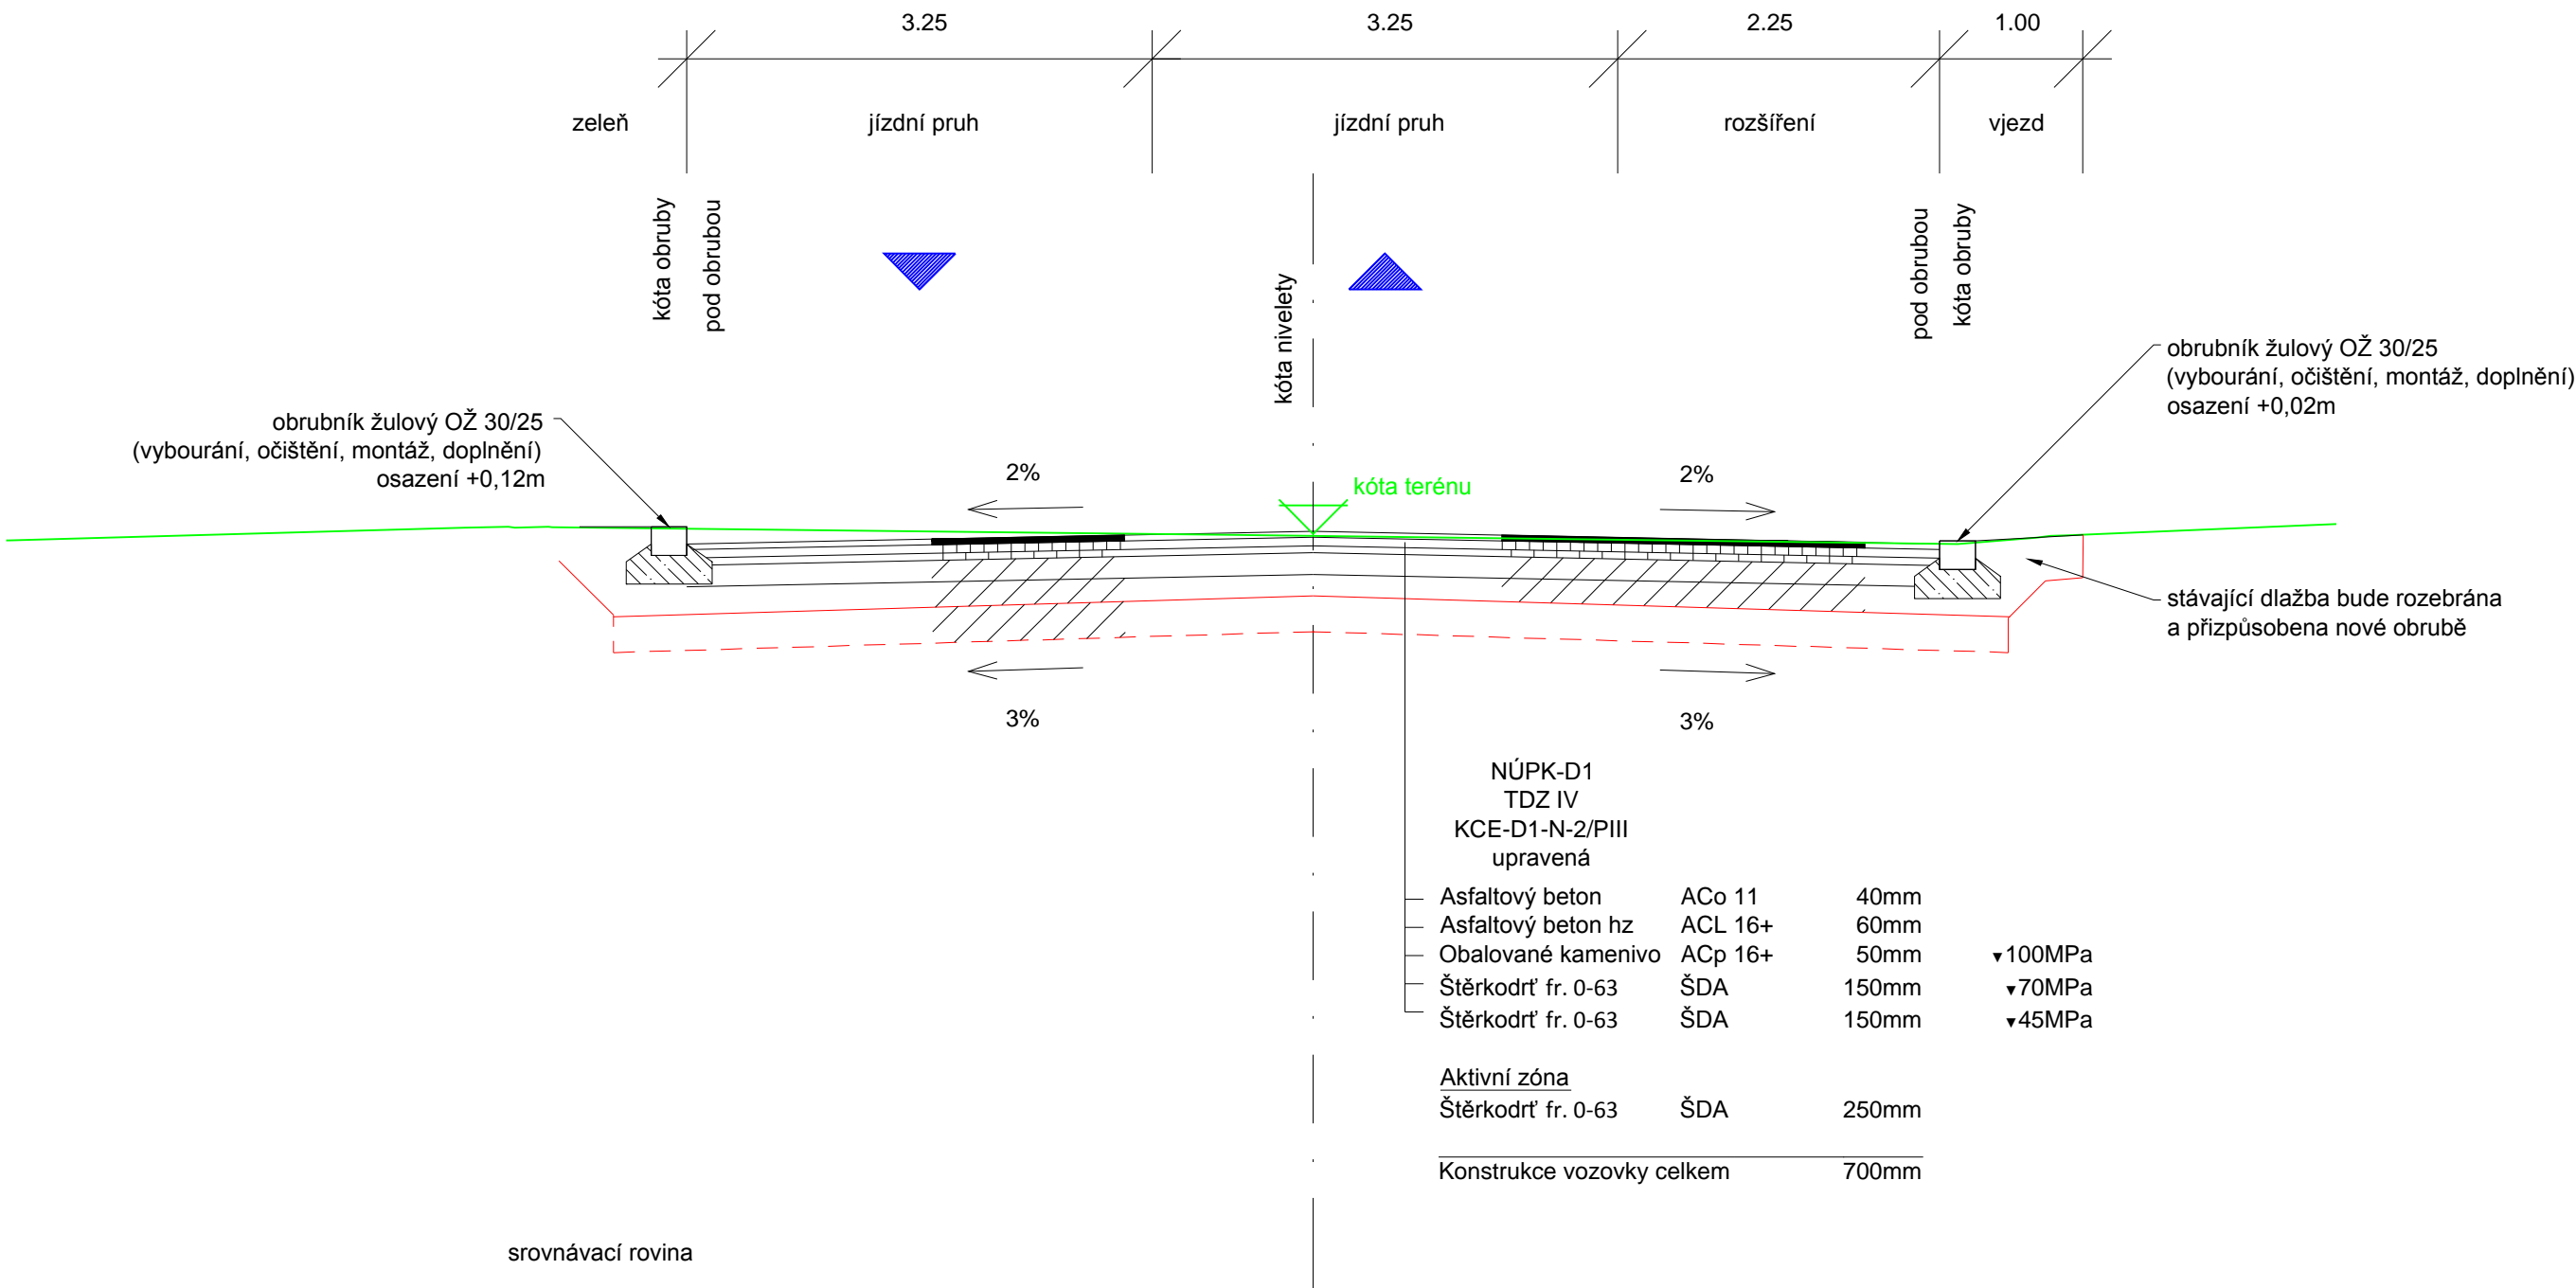 3.25
3.25
2.25
1.00
zeleň
jízdní pruh
jízdní pruh
rozšíření
vjezd
kóta obruby
pod obrubou
kóta nivelety
pod obrubou
kóta obruby
obrubník žulový OŽ 30/25
(vybourání, očištění, montáž, doplnění)
osazení +0,02m
obrubník žulový OŽ 30/25
(vybourání, očištění, montáž, doplnění)
osazení +0,12m
2%
kóta terénu
2%
stávající dlažba bude rozebrána
a přizpůsobena nové obrubě
3%
3%
NÚPK-D1
TDZ IV
KCE-D1-N-2/PIII
upravená
Asfaltový beton ACo 11 40mm
Asfaltový beton hz ACL 16+ 60mm
Obalované kamenivo ACp 16+ 50mm ▼100MPa
Štěrkodrť fr. 0-63 ŠDA 150mm ▼70MPa
Štěrkodrť fr. 0-63 ŠDA 150mm ▼45MPa
Aktivní zóna
Štěrkodrť fr. 0-63 ŠDA 250mm
Konstrukce vozovky celkem 700mm
srovnávací rovina